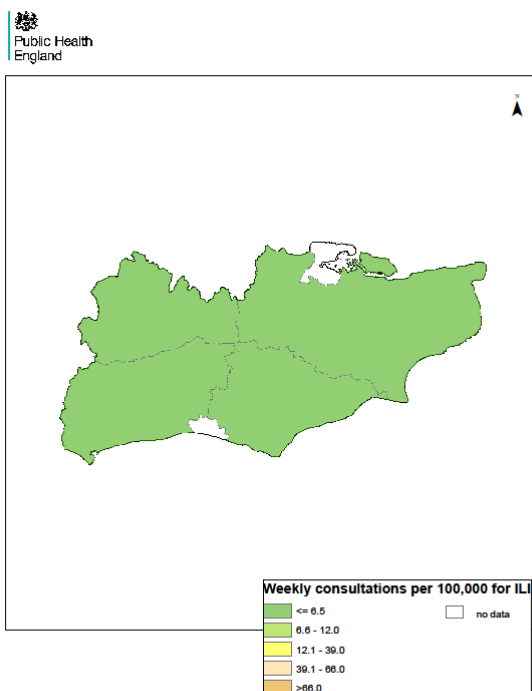 Public Health
England
N
Weekly consultations per 100,000 for ILI
<= 6.5
no data
6.6 - 12.0
12.1 - 39.0
39.1 - 66.0
>66.0